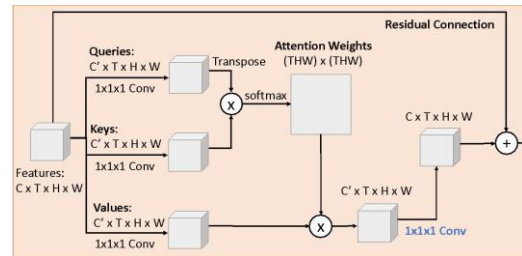 Residual Connection
Queries:
C' x T x H x W
1x1x1 Conv
Transpose
x
softmax
Attention Weights
(THW) x (THW)
Keys:
C' x T x H x W
1x1x1 Conv
Features:
C x T x H x W
Values:
C' x T x H x W
1x1x1 Conv
x
C' x T x H x W
1x1x1 Conv
C x T x H x W
+